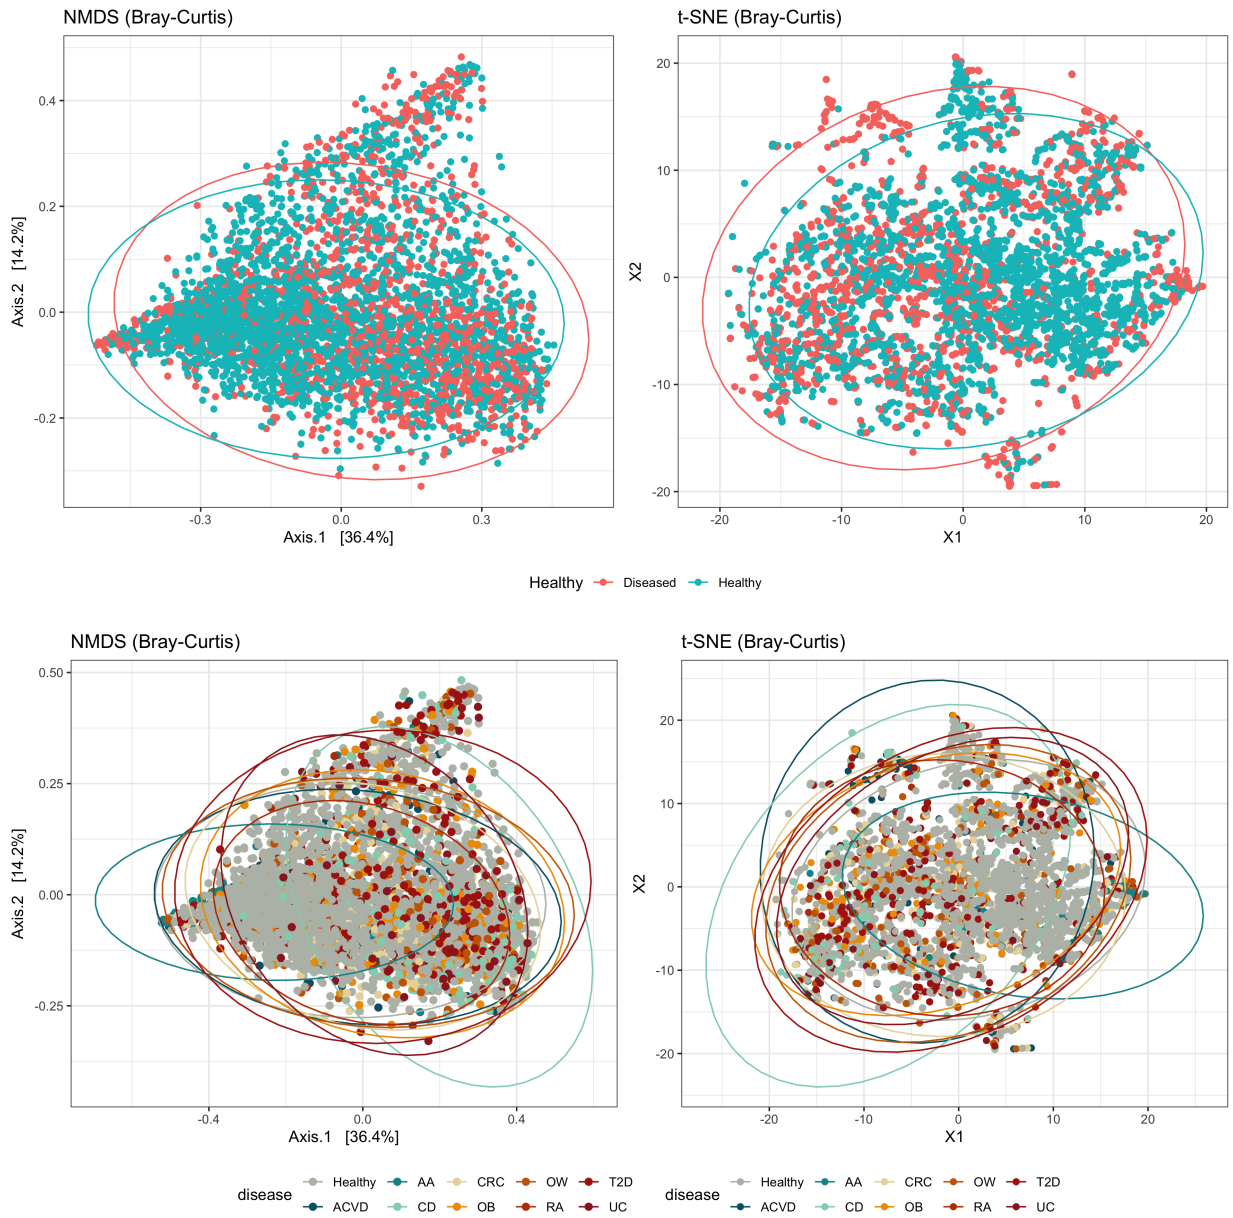 NMDS (Bray-Curtis)
t-SNE (Bray-Curtis)
0.4
0.2
0.0
-0.2
Axis.2 [14.2%]
-0.3
0.0
0.3
Axis.1 [36.4%]
20
10
0
-10
-20
X2
-20
-10
0
10
20
X1
Healthy
Diseased
Healthy
NMDS (Bray-Curtis)
t-SNE (Bray-Curtis)
0.50
0.25
0.00
-0.25
Axis.2 [14.2%]
-0.4
0.0
0.4
Axis.1 [36.4%]
20
10
0
-10
-20
X2
-20
-10
0
10
20
X1
disease
Healthy AA CRC OW T2D
ACVD CD OB RA UC
disease
Healthy AA CRC OW T2D
ACVD CD OB RA UC